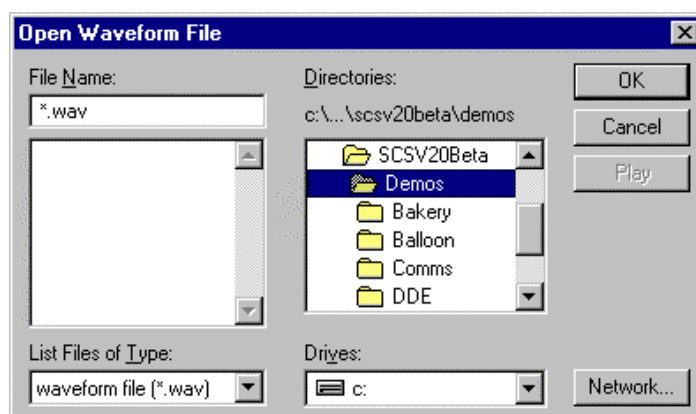 Open Waveform File
File Name:
*.wav
Directories:
c:\...\scsv20beta\demos
SCSV20Beta
Demos
Bakery
Balloon
Comms
DDE
OK
Cancel
Play
List Files of Type:
waveform file (*.wav)
Drives:
c:
Network...